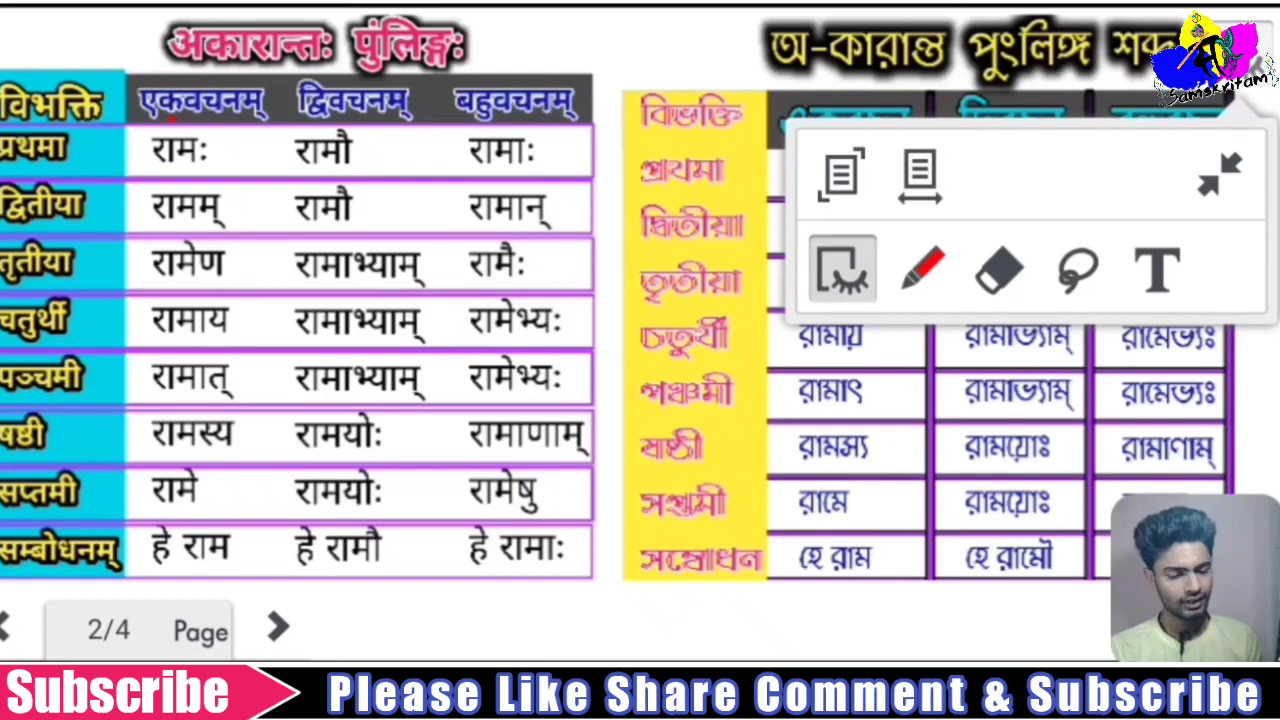 अकारान्तः पुंलिङ्गः
विभक्ति एकवचनम् द्विवचनम् बहुवचनम्
प्रथमा रामः रामौ रामाः
द्वितीया रामम् रामौ रामान्
तृतीया रामेण रामाभ्याम् रामैः
चतुर्थी रामाय रामाभ्याम् रामेभ्यः
पञ्चमी रामात् रामाभ्याम् रामेभ्यः
षष्ठी रामस्य रामयोः रामाणाम्
सप्तमी रामे रामयोः रामेषु
सम्बोधनम् हे राम हे रामौ हे रामाः
অ-কারান্ত পুংলিঙ্গ
Samskritam
বিভক্তি
প্রথমা
দ্বিতীয়া
তৃতীয়া
চতুর্থী রামায় রামাভ্যাম্ রামেভ্যঃ
পঞ্চমী রামাৎ রামাভ্যাম্ রামেভ্যঃ
ষষ্ঠী রামস্য রাময়োঃ রামাণাম্
সপ্তমী রামে রাময়োঃ
সম্বোধন হে রাম হে রামৌ
T
2/4 Page
Subscribe Please Like Share Comment & Subscribe